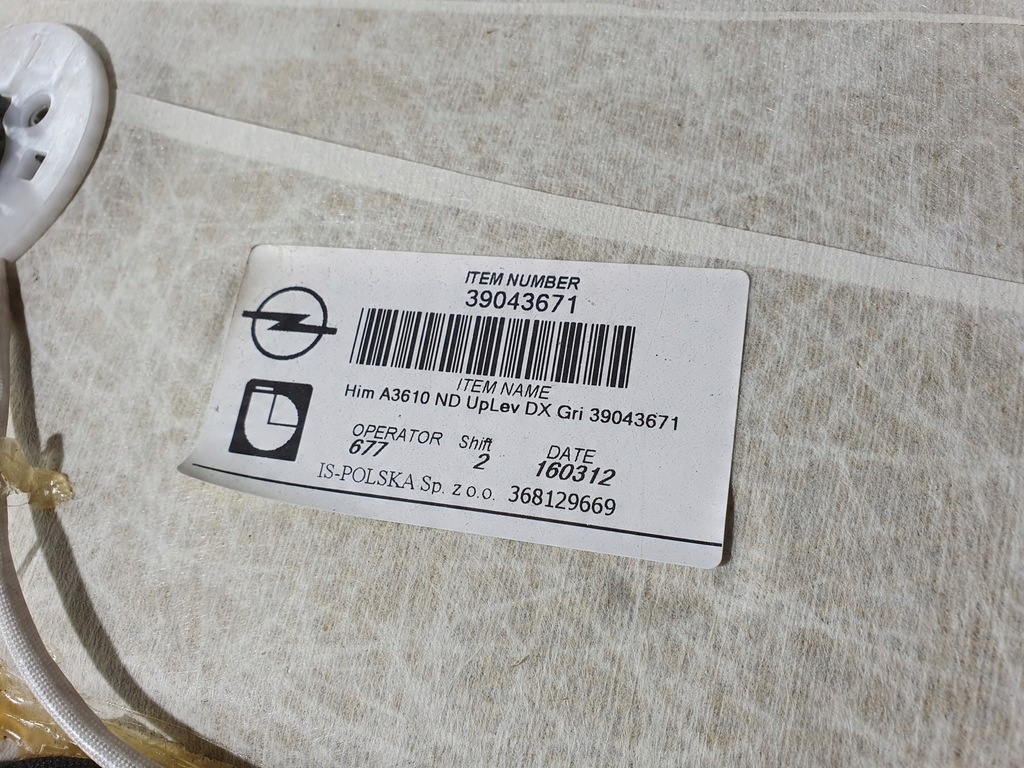 ITEM NUMBER
39043671
ITEM NAME
Him A3610 ND UpLev DX Gri 39043671
OPERATOR Shift DATE
677 2 160312
IS-POLSKA Sp. z o.o. 368129669